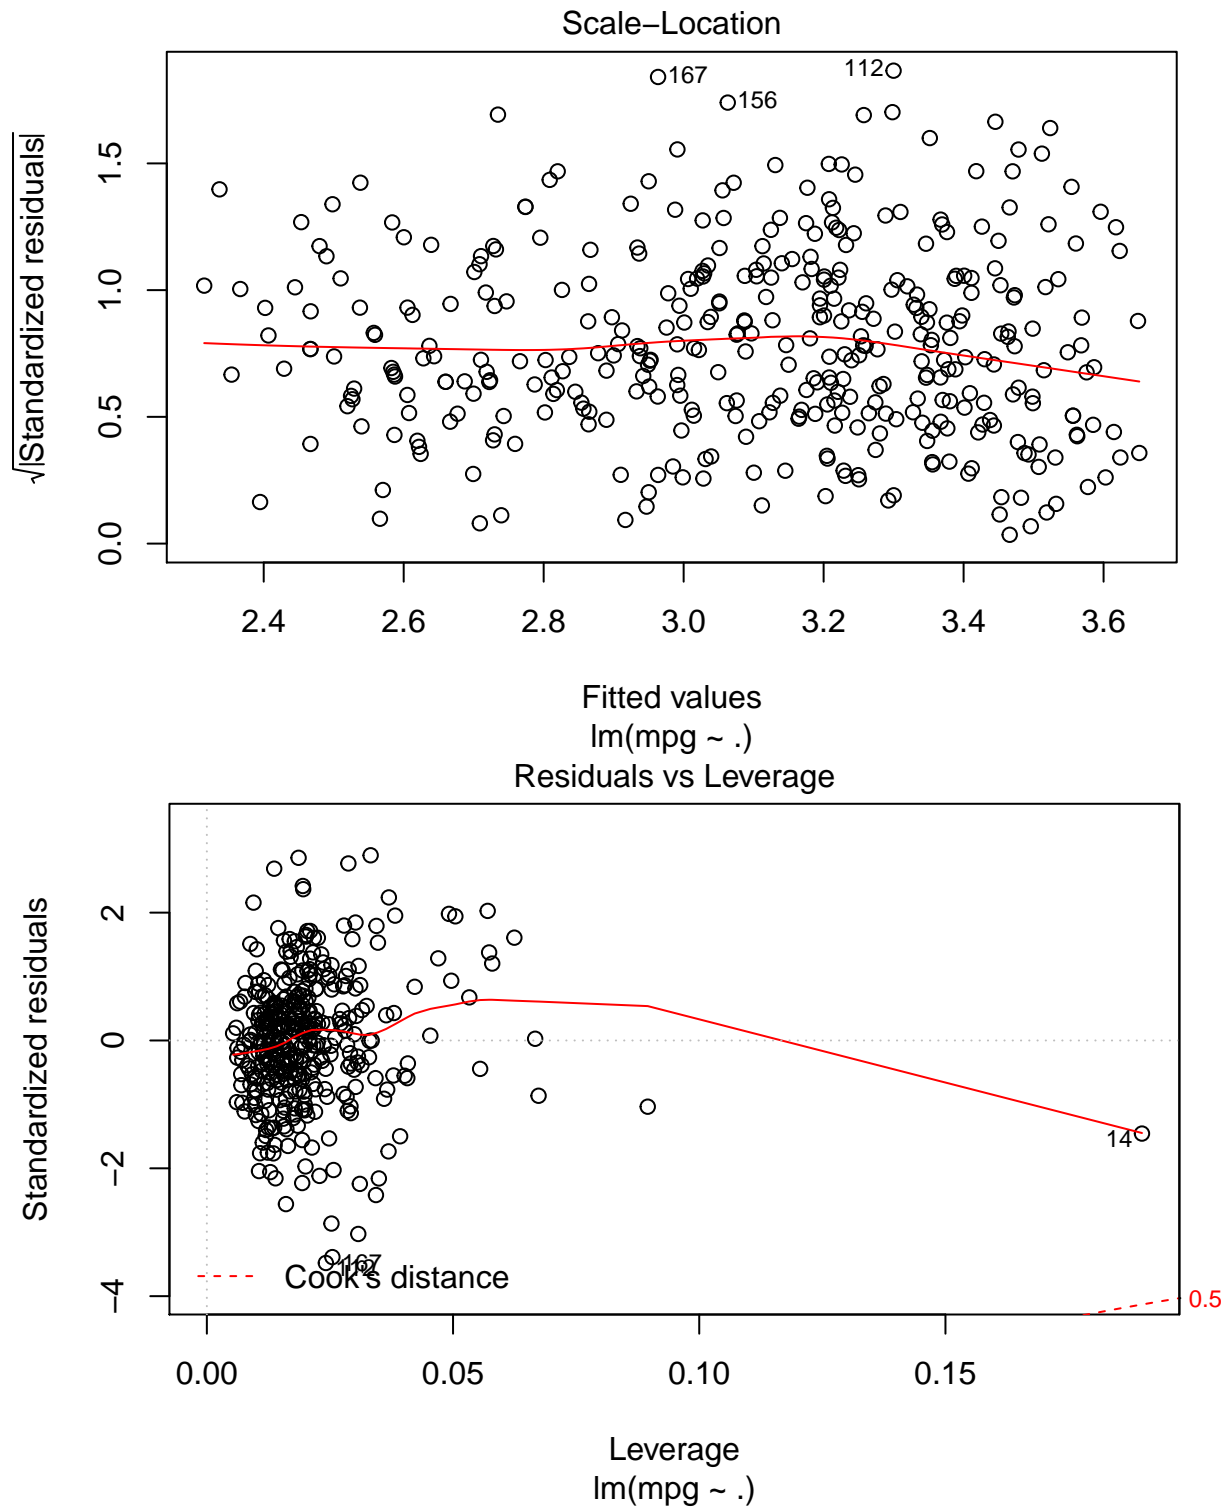 Scale−Location
167
112
156
√|Standardized residuals|
1.5
1.0
0.5
0.0
2.4 2.6 2.8 3.0 3.2 3.4 3.6
Fitted values
lm(mpg ~ .)
Residuals vs Leverage
Standardized residuals
2
0
−2
−4
14
167
112
Cook's distance
0.5
0.00 0.05 0.10 0.15
Leverage
lm(mpg ~ .)